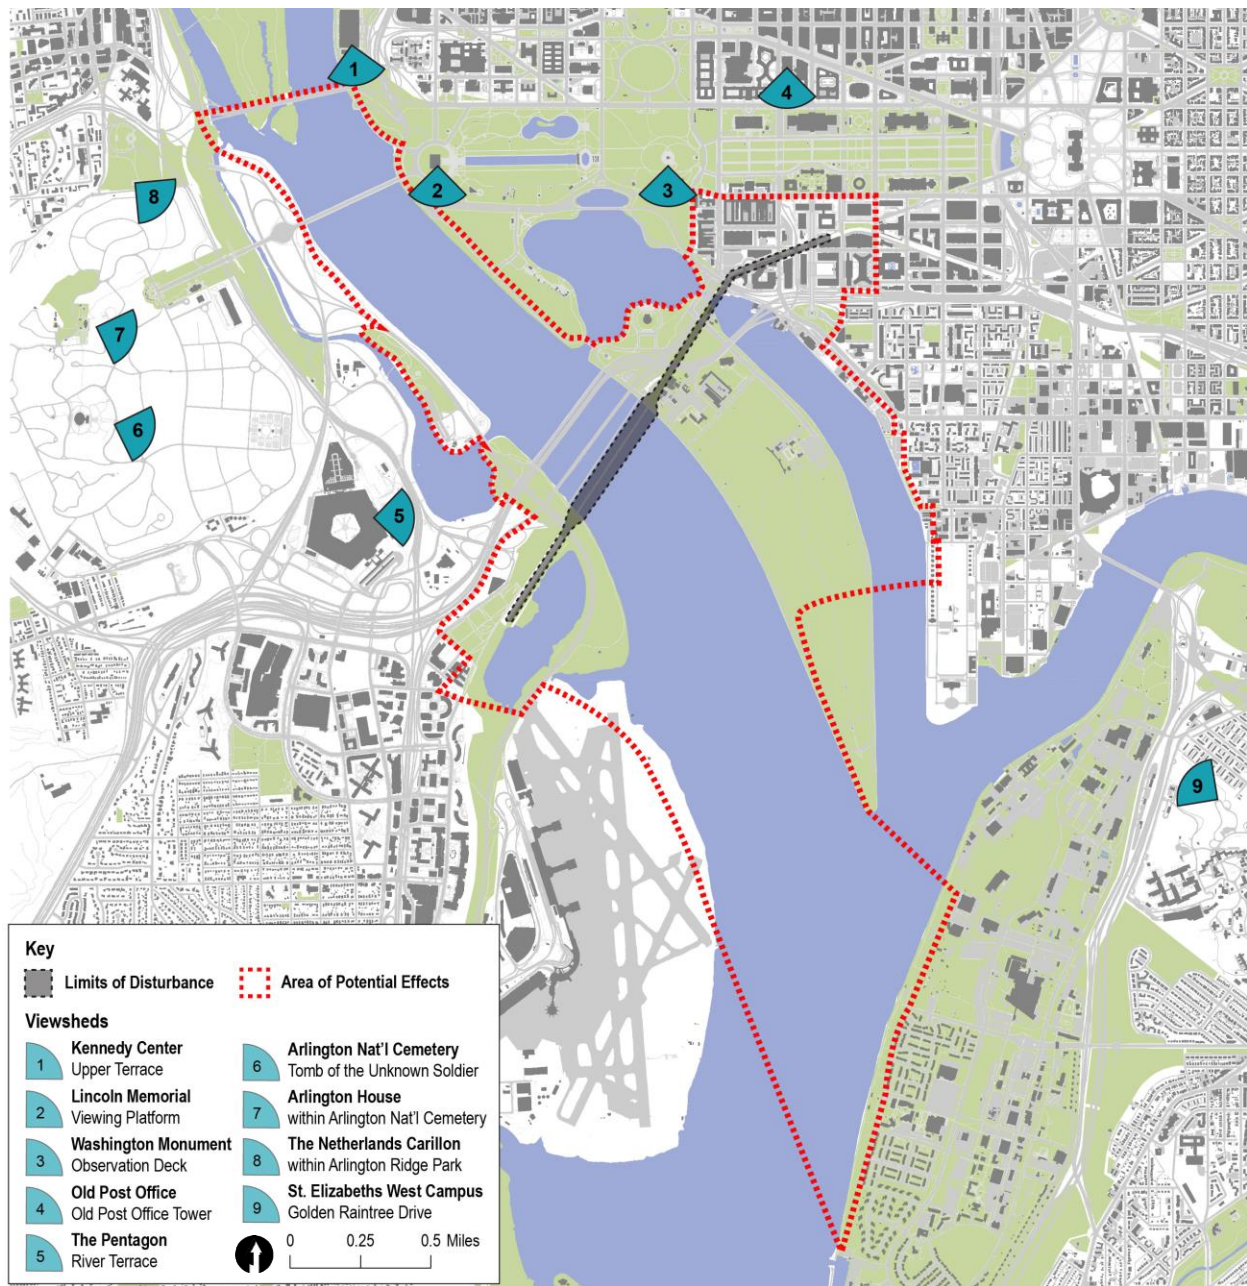 1
4
2
3
8
7
6
5
9
Key
Limits of Disturbance
Area of Potential Effects
Viewsheds
1
Kennedy Center
Upper Terrace
2
Lincoln Memorial
Viewing Platform
3
Washington Monument
Observation Deck
4
Old Post Office
Old Post Office Tower
5
The Pentagon
River Terrace
6
Arlington Nat'l Cemetery
Tomb of the Unknown Soldier
7
Arlington House
within Arlington Nat'l Cemetery
8
The Netherlands Carillon
within Arlington Ridge Park
9
St. Elizabeths West Campus
Golden Raintree Drive
0 0.25 0.5 Miles